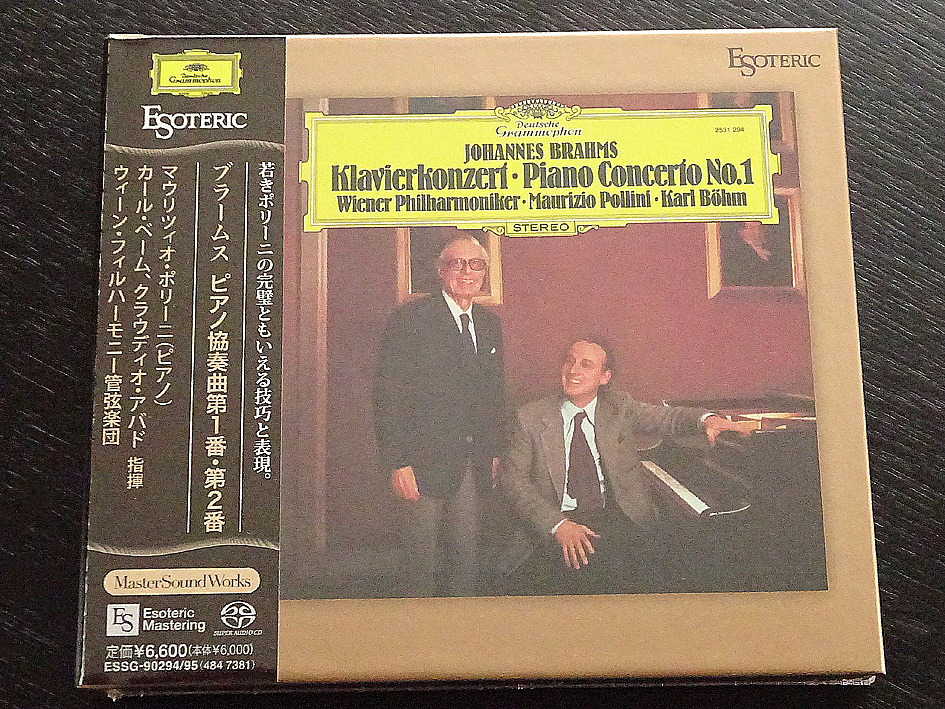 Deutsche
Grammophon
ESOTERIC
若きポリーニの完璧ともいえる技巧と表現。
ブラームス ピアノ協奏曲第1番・第2番
マウリツィオ・ポリーニ(ピアノ)
カール・ベーム、クラウディオ・アバド 指揮
ウィーン・フィルハーモニー管弦楽団
MasterSound Works
ES
Esoteric
Mastering
SUPER AUDIO CD
定価¥6,600(本体¥6,000)
ESSG-90294/95 (484 7381)
ESOTERIC
Deutsche
Grammophon
2531 294
JOHANNES BRAHMS
Klavierkonzert · Piano Concerto No.1
Wiener Philharmoniker · Maurizio Pollini · Karl Böhm
STEREO